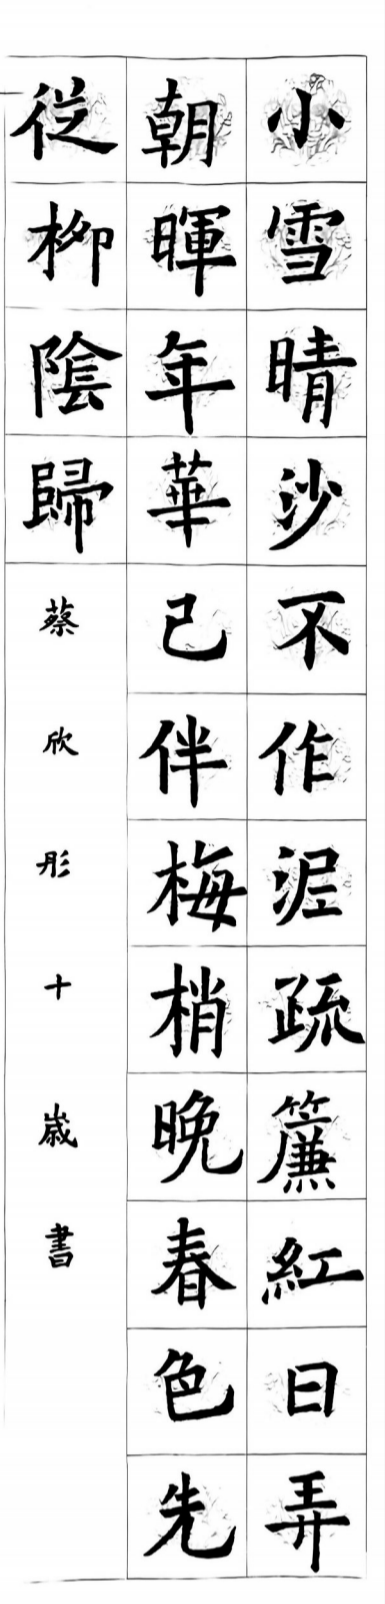 小雪晴沙不作泥疏簾紅日弄
朝暉年華已伴梅梢晚春色先
從柳陰歸
蔡欣彤十歲書